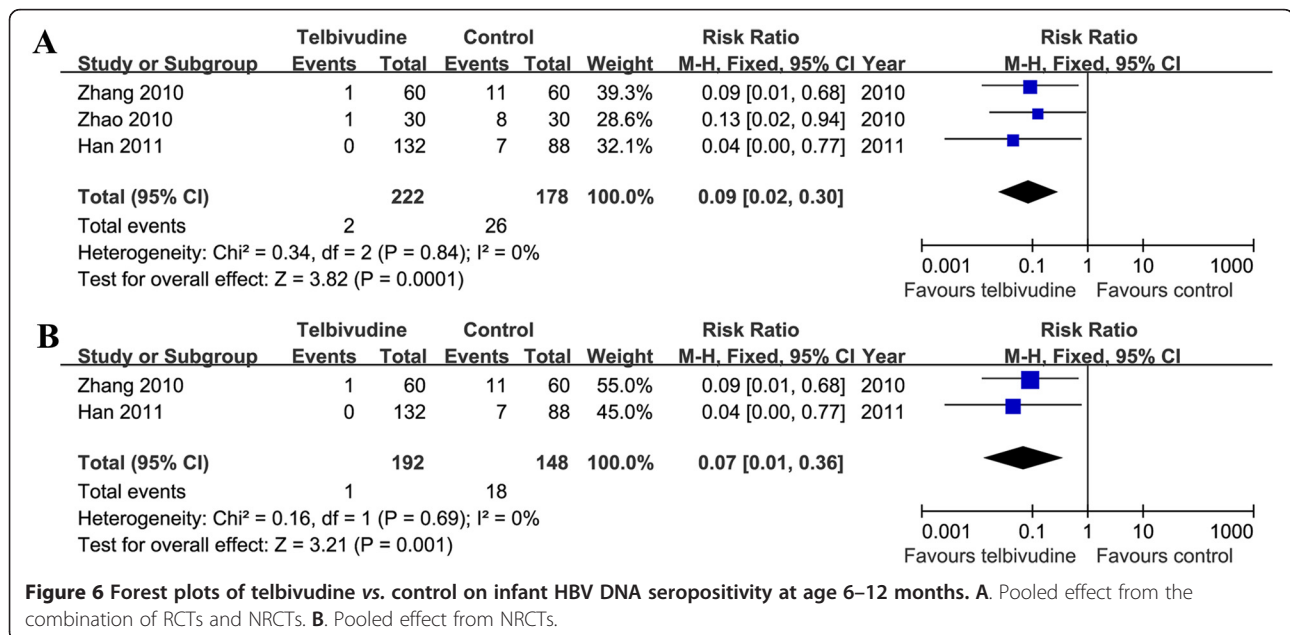 A
Telbivudine Control Risk Ratio Risk Ratio
Study or Subgroup Events Total Events Total Weight M-H, Fixed, 95% CI Year M-H, Fixed, 95% CI
Zhang 2010 1 60 11 60 39.3% 0.09 [0.01, 0.68] 2010
Zhao 2010 1 30 8 30 28.6% 0.13 [0.02, 0.94] 2010
Han 2011 0 132 7 88 32.1% 0.04 [0.00, 0.77] 2011
Total (95% CI) 222 178 100.0% 0.09 [0.02, 0.30]
Total events 2 26
Heterogeneity: Chi² = 0.34, df = 2 (P = 0.84); I² = 0%
Test for overall effect: Z = 3.82 (P = 0.0001)
0.001 0.1 1 10 1000
Favours telbivudine Favours control
B
Telbivudine Control Risk Ratio Risk Ratio
Study or Subgroup Events Total Events Total Weight M-H, Fixed, 95% CI Year M-H, Fixed, 95% CI
Zhang 2010 1 60 11 60 55.0% 0.09 [0.01, 0.68] 2010
Han 2011 0 132 7 88 45.0% 0.04 [0.00, 0.77] 2011
Total (95% CI) 192 148 100.0% 0.07 [0.01, 0.36]
Total events 1 18
Heterogeneity: Chi² = 0.16, df = 1 (P = 0.69); I² = 0%
Test for overall effect: Z = 3.21 (P = 0.001)
0.001 0.1 1 10 1000
Favours telbivudine Favours control
Figure 6 Forest plots of telbivudine vs. control on infant HBV DNA seropositivity at age 6–12 months. A. Pooled effect from the
combination of RCTs and NRCTs. B. Pooled effect from NRCTs.